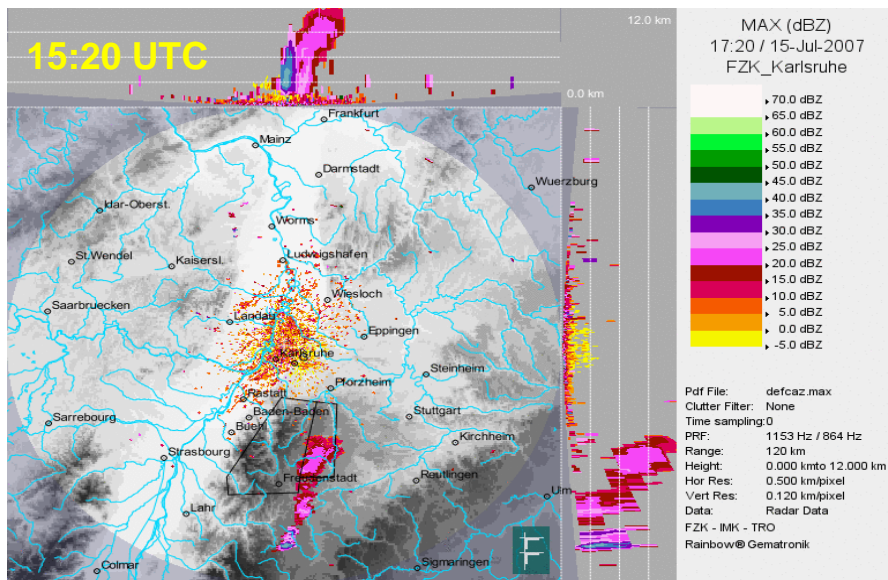 15:20 UTC
12.0 km
0.0 km
MAX (dBZ)
17:20 / 15-Jul-2007
FZK_Karlsruhe
70.0 dBZ
65.0 dBZ
60.0 dBZ
55.0 dBZ
50.0 dBZ
45.0 dBZ
40.0 dBZ
35.0 dBZ
30.0 dBZ
25.0 dBZ
20.0 dBZ
15.0 dBZ
10.0 dBZ
5.0 dBZ
0.0 dBZ
-5.0 dBZ
Frankfurt
Mainz
Darmstadt
Wuerzburg
Idar-Oberst.
Worms
St.Wendel
Kaisersl.
Ludwigshafen
Wiesloch
Saarbruecken
Landau
Eppingen
Karlsruhe
Steinheim
Pforzheim
Rastatt
Baden-Baden
Stuttgart
Sarrebourg
Buehl
Kirchheim
Strasbourg
Freudenstadt
Reutlingen
Ulm
Lahr
Colmar
Sigmaringen
Pdf File: defcaz.max
Clutter Filter: None
Time sampling:0
PRF: 1153 Hz / 864 Hz
Range: 120 km
Height: 0.000 kmto 12.000 km
Hor Res: 0.500 km/pixel
Vert Res: 0.120 km/pixel
Data: Radar Data
FZK - IMK - TRO
Rainbow® Gematronik